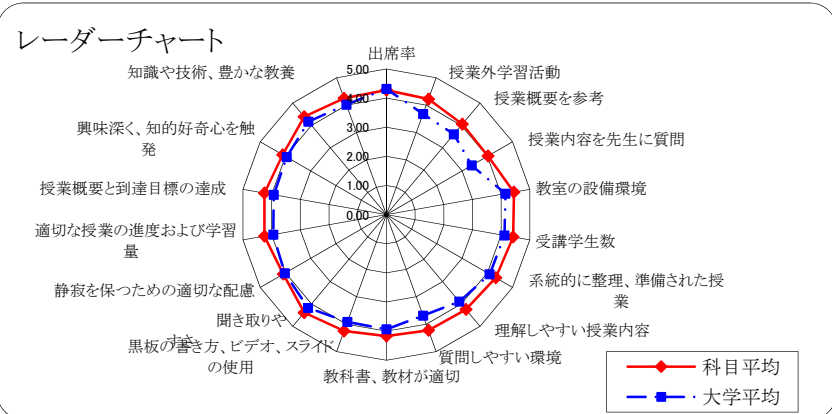 レーダーチャート
出席率
授業外学習活動
授業概要を参考
授業内容を先生に質問
教室の設備環境
受講学生数
系統的に整理、準備された授
業
理解しやすい授業内容
質問しやすい環境
教科書、教材が適切
黒板の書き方、ビデオ、スライド
の使用
聞き取りや
すさ
静寂を保つための適切な配慮
適切な授業の進度および学習
量
授業概要と到達目標の達成
興味深く、知的好奇心を触
発
知識や技術、豊かな教養
5.00
4.00
3.00
2.00
1.00
0.00
科目平均
大学平均